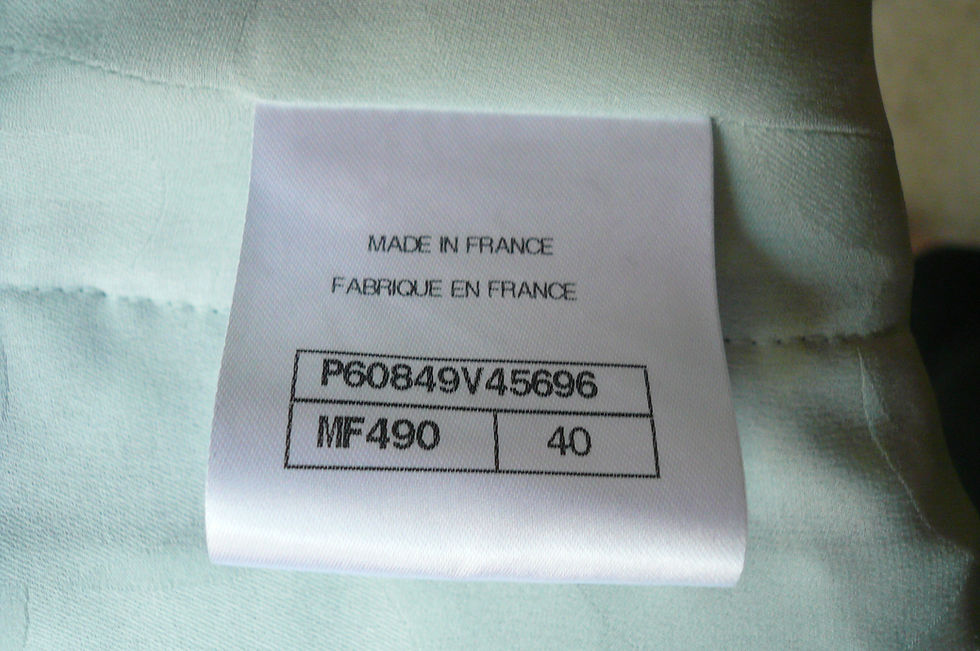 MADE IN FRANCE
FABRIQUE EN FRANCE
P60849V45696
MF490 40